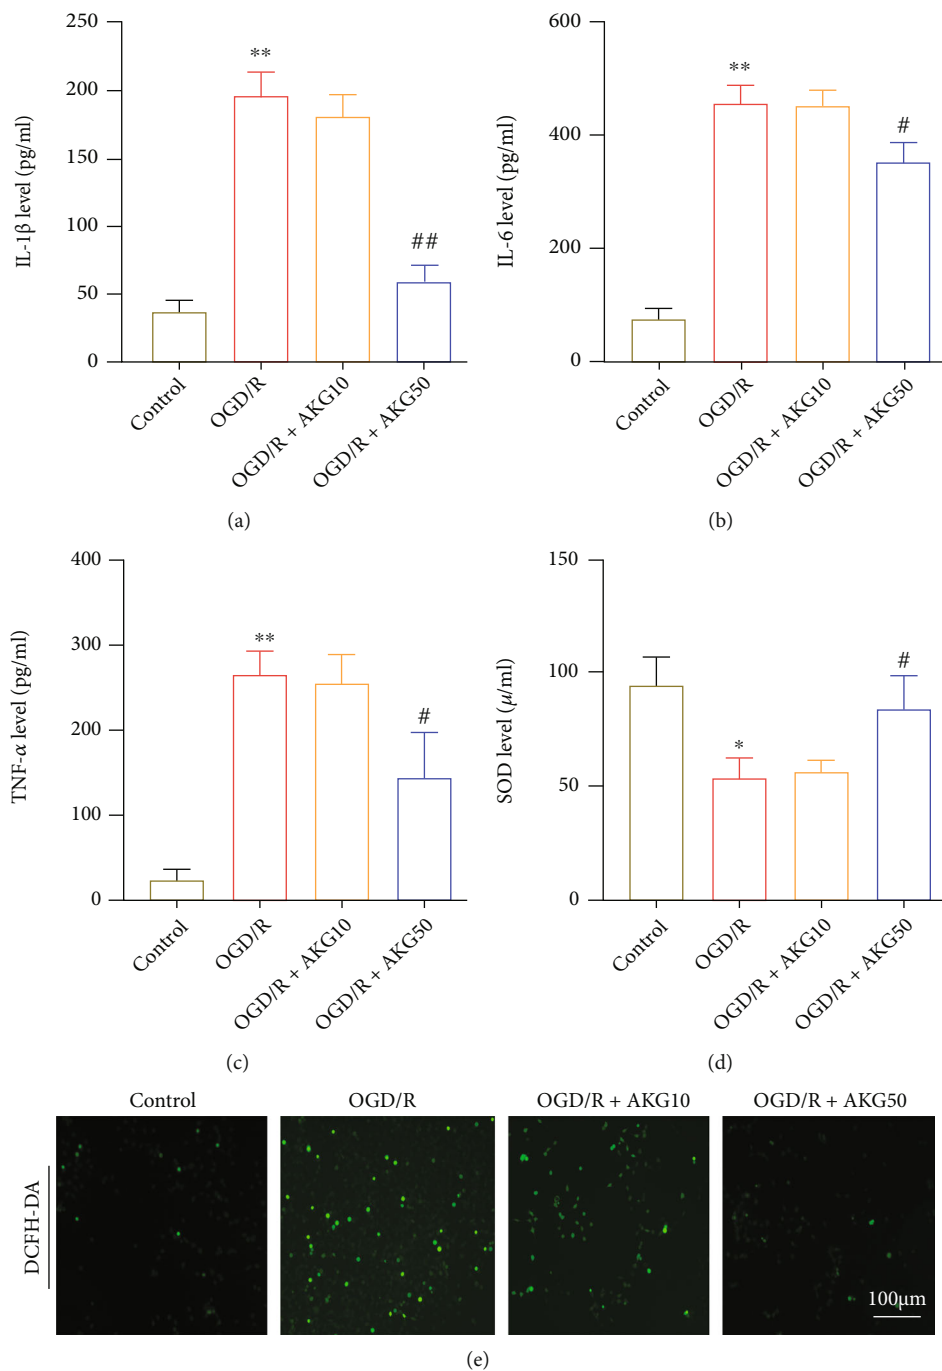 250
200
150
100
50
0
IL-1β level (pg/ml)
**
##
Control
OGD/R
OGD/R + AKG10
OGD/R + AKG50
(a)
600
400
200
0
IL-6 level (pg/ml)
**
#
Control
OGD/R
OGD/R + AKG10
OGD/R + AKG50
(b)
400
300
200
100
0
TNF-α level (pg/ml)
**
#
Control
OGD/R
OGD/R + AKG10
OGD/R + AKG50
(c)
150
100
50
0
SOD level (μ/ml)
*
#
Control
OGD/R
OGD/R + AKG10
OGD/R + AKG50
(d)
Control
OGD/R
OGD/R + AKG10
OGD/R + AKG50
DCFH-DA
100μm
(e)